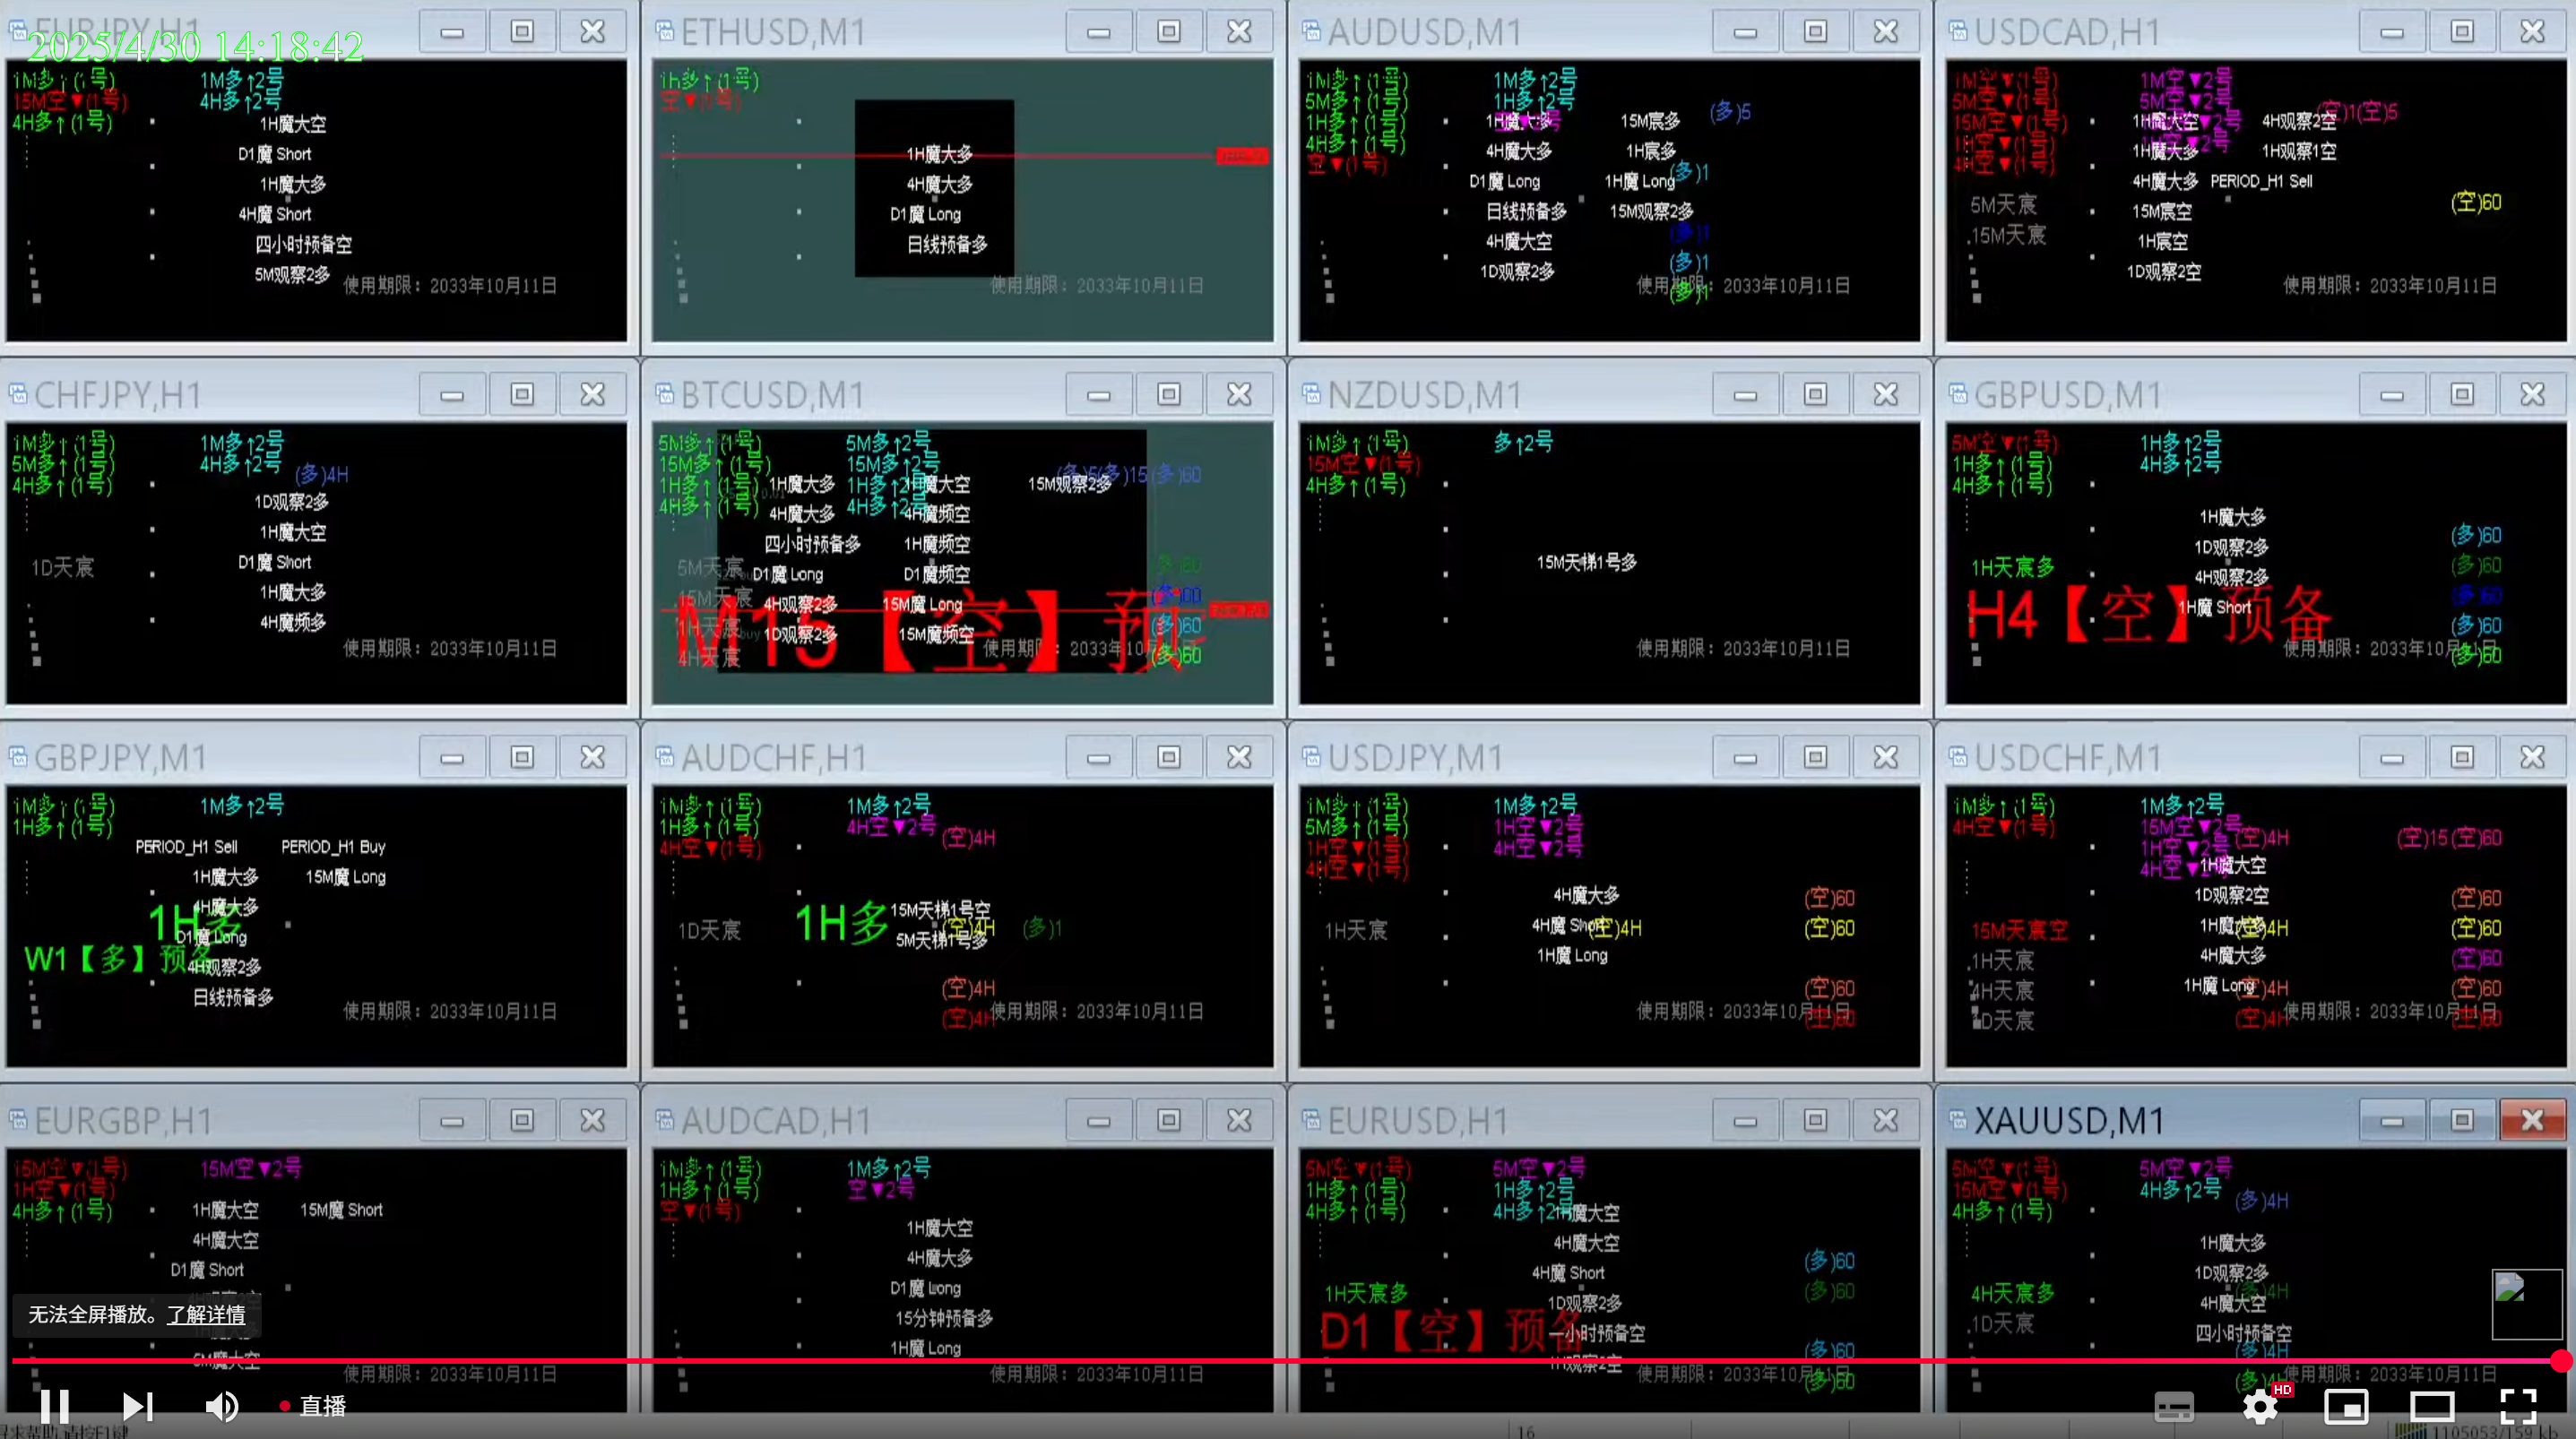 EURJPY,H1
2025/4/30 14:18:42
1M多↑(1号)
15M空▼(1号)
4H多↑(1号)
1M多↑2号
4H多↑2号
1H魔大空
D1魔 Short
1H魔大多
4H魔 Short
四小时预备空
5M观察2多
使用期限：2033年10月11日
ETHUSD,M1
空▼(1号)
1H魔大多
4H魔大多
D1魔 Long
日线预备多
使用期限：2033年10月11日
AUDUSD,M1
1M多↑(1号)
5M多↑(1号)
1H多↑(1号)
4H多↑(1号)
空▼(1号)
1M多↑2号
1H多↑2号
(多)5
1H魔大多 15M宸多
4H魔大多 1H宸多
(多)1
D1魔 Long 1H魔 Long
日线预备多 15M观察2多
(多)1
4H魔大空
(多)1
1D观察2多
使用期限：2033年10月11日
(多)1
USDCAD,H1
1M空▼(1号)
5M空▼(1号)
15M空▼(1号)
1H空▼(1号)
4H空▼(1号)
1M空▼2号
5M空▼2号
(空)1(空)5
1H魔大空 4H观察2空
1H魔大多 1H观察1空
4H魔大多 PERIOD_H1 Sell
(空)60
5M天宸
15M宸空
15M天宸
1H宸空
1D观察2空
使用期限：2033年10月11日
CHFJPY,H1
1M多↑(1号)
5M多↑(1号)
4H多↑(1号)
1M多↑2号
4H多↑2号
(多)4H
1D观察2多
1H魔大空
D1魔 Short
1D天宸
1H魔大多
4H魔频多
使用期限：2033年10月11日
BTCUSD,M1
5M多↑(1号)
15M多↑(1号)
1H多↑(1号)
4H多↑(1号)
5M多↑2号
15M多↑2号
1H多↑2号
4H多↑2号
(多)5(多)15(多)60
1H魔大多 1H魔大空 15M观察2多
4H魔大多 4H魔频空
四小时预备多 1H魔频空
(多)60
5M天宸 D1魔 Long D1魔频空
15M天宸 4H观察2多 15M魔 Long
(多)60
1H天宸 1D观察2多 15M魔频空
4H天宸
M15【空】预
使用期限：2033年10月11日
(多)60
NZDUSD,M1
1M多↑(1号)
15M空▼(1号)
4H多↑(1号)
多↑2号
15M天梯1号多
使用期限：2033年10月11日
GBPUSD,M1
5M空▼(1号)
1H多↑(1号)
4H多↑(1号)
1H多↑2号
4H多↑2号
1H魔大多
(多)60
1D观察2多
(多)60
1H天宸多
4H观察2多
(多)60
1H魔 Short
H4【空】预备
(多)60
使用期限：2033年10月11日
(多)60
GBPJPY,M1
1M多↑(1号)
1H多↑(1号)
1M多↑2号
PERIOD_H1 Sell PERIOD_H1 Buy
1H魔大多 15M魔 Long
4H魔大多
1H多
D1魔 Long
W1【多】预备
4H观察2多
日线预备多
使用期限：2033年10月11日
AUDCHF,H1
1M多↑(1号)
1H多↑(1号)
4H空▼(1号)
1M多↑2号
4H空▼2号
(空)4H
15M天梯1号空
1D天宸
1H多
(空)4H
(多)1
5M天梯1号多
(空)4H
(空)4H
使用期限：2033年10月11日
USDJPY,M1
1M多↑(1号)
5M多↑(1号)
1H空▼(1号)
4H空▼(1号)
1M多↑2号
1H空▼2号
4H空▼2号
4H魔大多
(空)60
1H天宸
4H魔 Short
(空)4H
(空)60
1H魔 Long
(空)60
使用期限：2033年10月11日
(空)60
USDCHF,M1
1M多↑(1号)
4H空▼(1号)
1M多↑2号
15M空▼2号
1H空▼2号
4H空▼2号
(空)4H
(空)15(空)60
1H魔大空
1D观察2空
(空)60
15M天宸空
1H魔大多
(空)4H
(空)60
1H天宸
4H魔大多
(空)60
4H天宸
1H魔 Long
(空)4H
(空)60
1D天宸
(空)4H
使用期限：2033年10月11日
(空)60
EURGBP,H1
15M空▼(1号)
1H空▼(1号)
4H多↑(1号)
15M空▼2号
1H魔大空 15M魔 Short
4H魔大空
D1魔 Short
无法全屏播放。了解详情
5M魔大空
使用期限：2033年10月11日
AUDCAD,H1
1M多↑(1号)
1H多↑(1号)
空▼(1号)
1M多↑2号
空▼2号
1H魔大空
4H魔大多
D1魔 Long
15分钟预备多
1H魔 Long
使用期限：2033年10月11日
EURUSD,H1
5M空▼(1号)
1H多↑(1号)
4H多↑(1号)
5M空▼2号
1H多↑2号
4H多↑2号
1H魔大空
4H魔大空
(多)60
4H魔 Short
1H天宸多
(多)60
1D观察2多
D1【空】预备
一小时预备空
(多)60
1H观察2空
使用期限：2033年10月11日
(多)60
XAUUSD,M1
5M空▼(1号)
15M空▼(1号)
4H多↑(1号)
5M空▼2号
4H多↑2号
(多)4H
1H魔大多
1D观察2多
4H天宸多
(多)4H
4H魔大空
1D天宸
四小时预备空
(多)4H
使用期限：2033年10月11日
(多)4H
直播
HD
16
1105053/159 kb